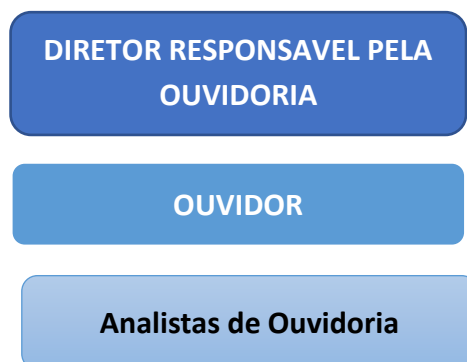 DIRETOR RESPONSAVEL PELA
OUVIDORIA
OUVIDOR
Analistas de Ouvidoria